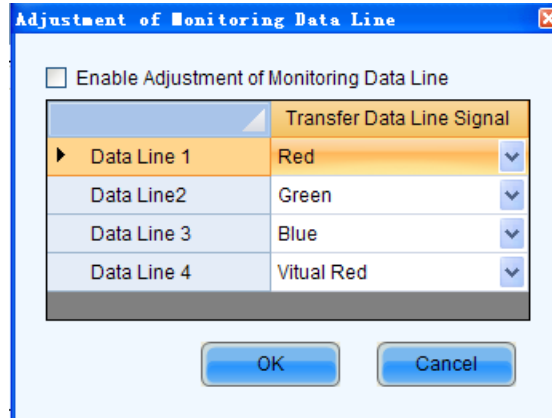 Adjustment of Monitoring Data Line
Enable Adjustment of Monitoring Data Line
Transfer Data Line Signal
Data Line 1 Red
Data Line2 Green
Data Line 3 Blue
Data Line 4 Vitual Red
OK Cancel